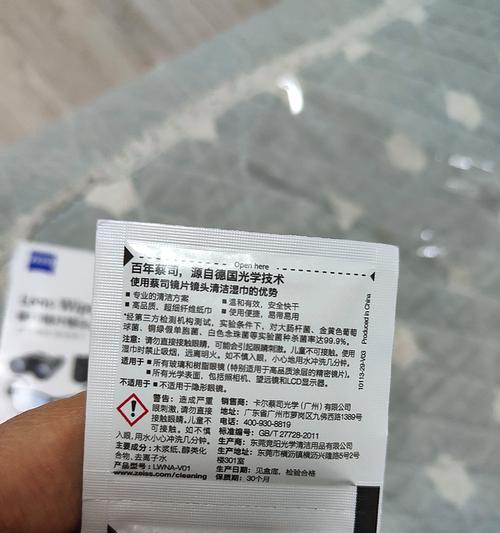 ZEISS
Lens Wipe
Open here
百年蔡司，源自德国光学技术
使用蔡司镜片镜头清洁湿巾的优势
▪ 专业的清洁方案 ▪ 温和有效，安全快干
▪ 高品质、超细纤维纸巾 ▪ 使用便捷，易用易用
*经第三方检测机构测试，实验条件下，对大肠杆菌、金黄色葡萄
球菌、铜绿假单胞菌、白色念珠菌等实验菌种杀菌率达99.9%。
注意：请勿直接接触眼睛，可能会引起眼睛刺激。儿童不可接触。使用
湿巾时禁止吸烟，远离明火。如不慎入眼，小心地用水冲洗几分钟。
适用于 ▪ 所有玻璃和树脂镜片（特别适用于高品质涂层的精密镜片）。
▪ 所有光学表面，包括照相机、望远镜和LCD显示器。
不适用于 ▪ 不适用于隐形眼镜。
警告：造成严重
眼刺激，请勿直接
接触眼睛。儿童不
可接触。如不慎
入眼，用水小心冲洗几分钟。
主要成分：木浆纸、醇类化
合物、去离子水
产品型号：LWNA-V01
www.zeiss.com/cleaning
销售商：卡尔蔡司光学（广州）有限公司
地址：广东省广州市萝岗区九佛西路1389号
电话：400-930-8819
标准编号：GB/T 27728-2011
生产商：东莞竞阳光学清洁用品有限公司
生产地址：东莞市横沥镇横沥兴隆路5号2号
楼301室
生产日期：见盒底，检验合格
保质期：30个月
10113-29-V03 Produced in China